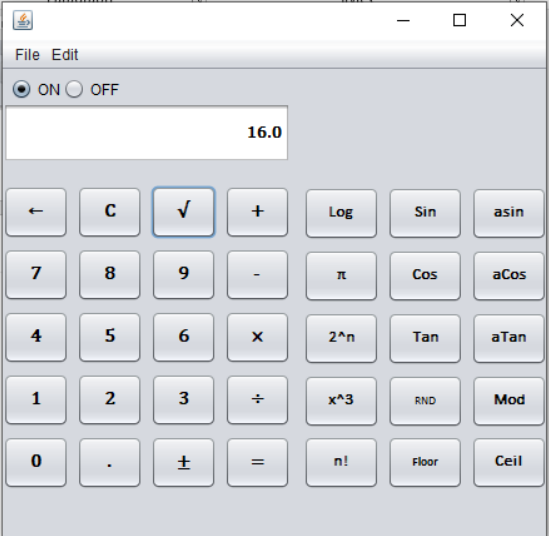 File Edit
ON OFF
16.0
← C √ + Log Sin asin
7 8 9 - π Cos aCos
4 5 6 × 2^n Tan aTan
1 2 3 ÷ x^3 RND Mod
0 . ± = n! Floor Ceil